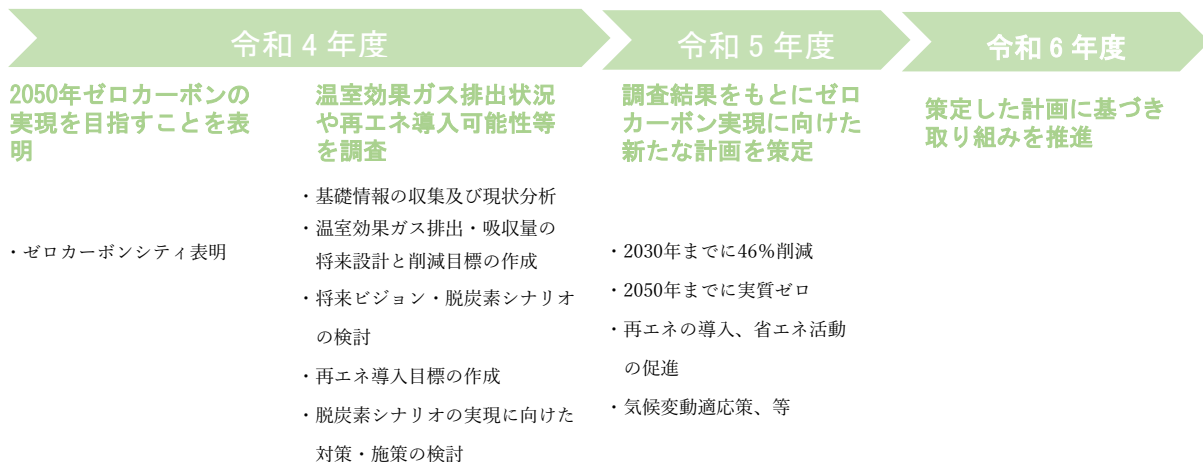 令和4年度
令和5年度
令和6年度
2050年ゼロカーボンの
実現を目指すことを表
明
・ゼロカーボンシティ表明
温室効果ガス排出状況
や再エネ導入可能性等
を調査
・基礎情報の収集及び現状分析
・温室効果ガス排出・吸収量の
将来設計と削減目標の作成
・将来ビジョン・脱炭素シナリオ
の検討
・再エネ導入目標の作成
・脱炭素シナリオの実現に向けた
対策・施策の検討
調査結果をもとにゼロ
カーボン実現に向けた
新たな計画を策定
・2030年までに46%削減
・2050年までに実質ゼロ
・再エネの導入、省エネ活動
の促進
・気候変動適応策、等
策定した計画に基づき
取り組みを推進